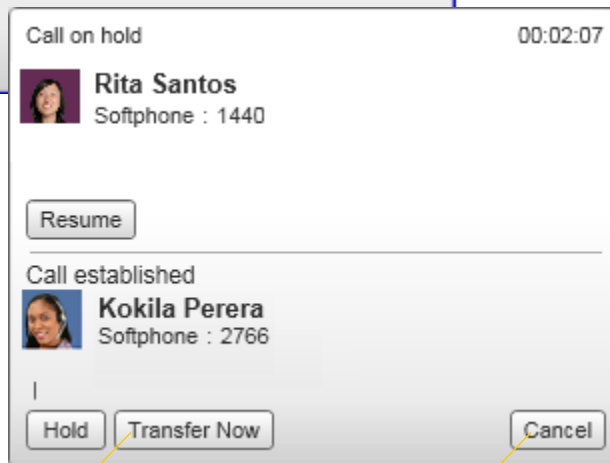 Call on hold 00:02:07
Rita Santos
Softphone : 1440
Resume
Call established
Kokila Perera
Softphone : 2766
Hold Transfer Now Cancel